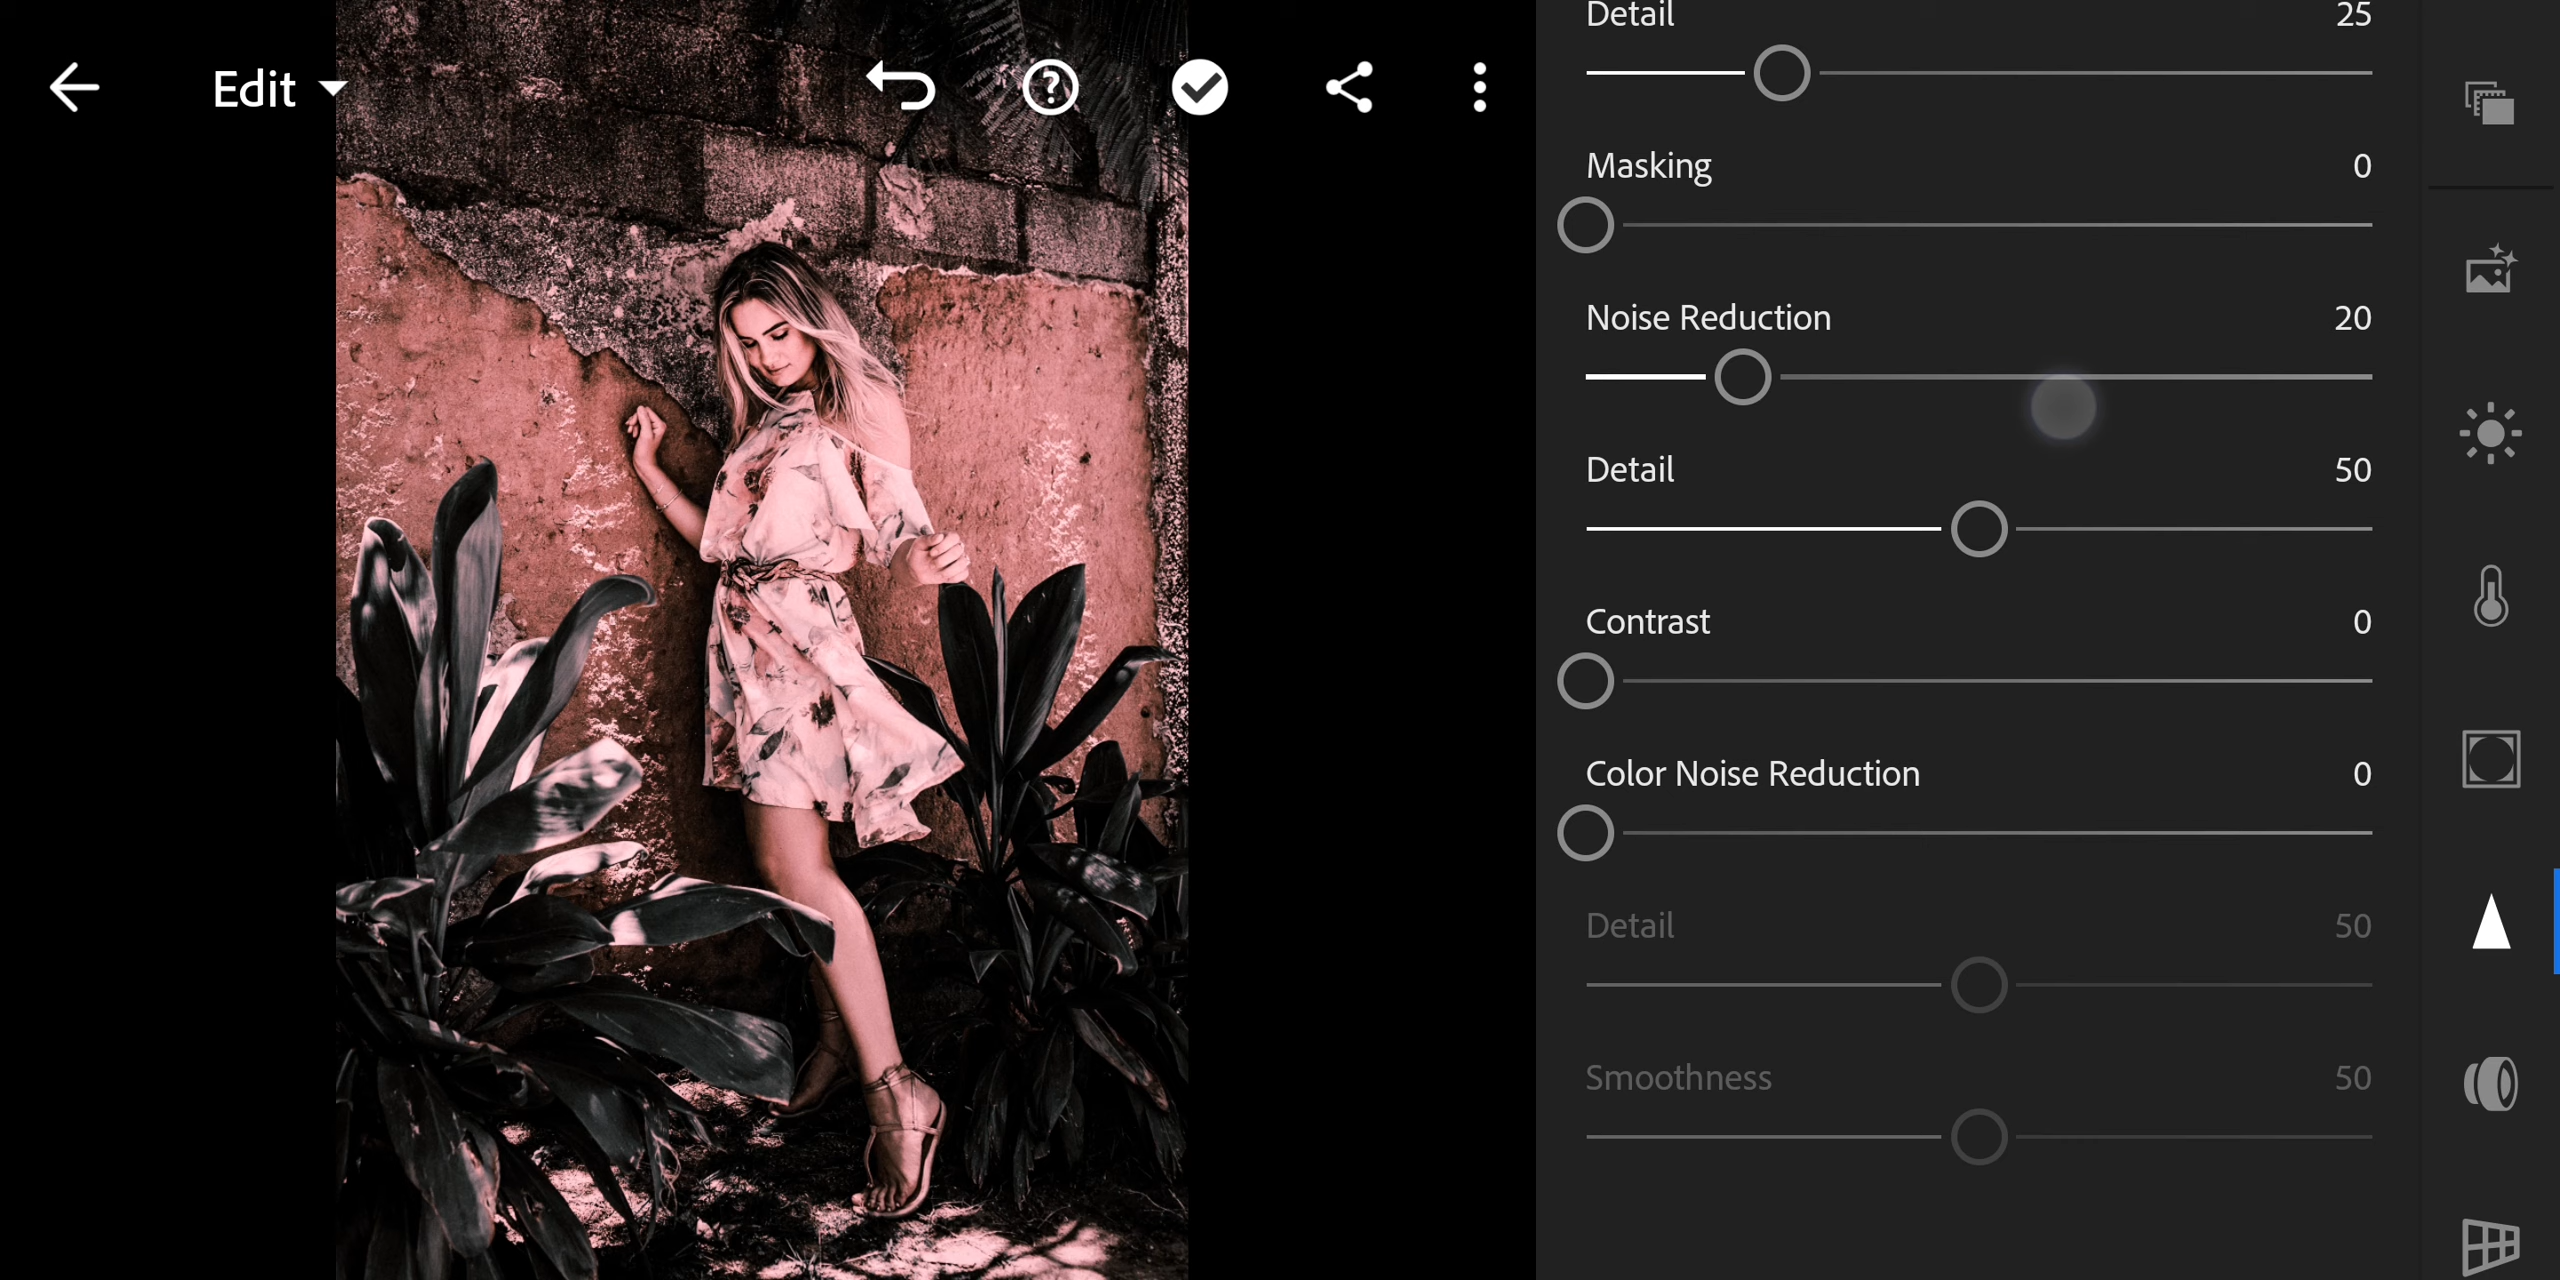 Edit
Detail 25
Masking 0
Noise Reduction 20
Detail 50
Contrast 0
Color Noise Reduction 0
Detail 50
Smoothness 50